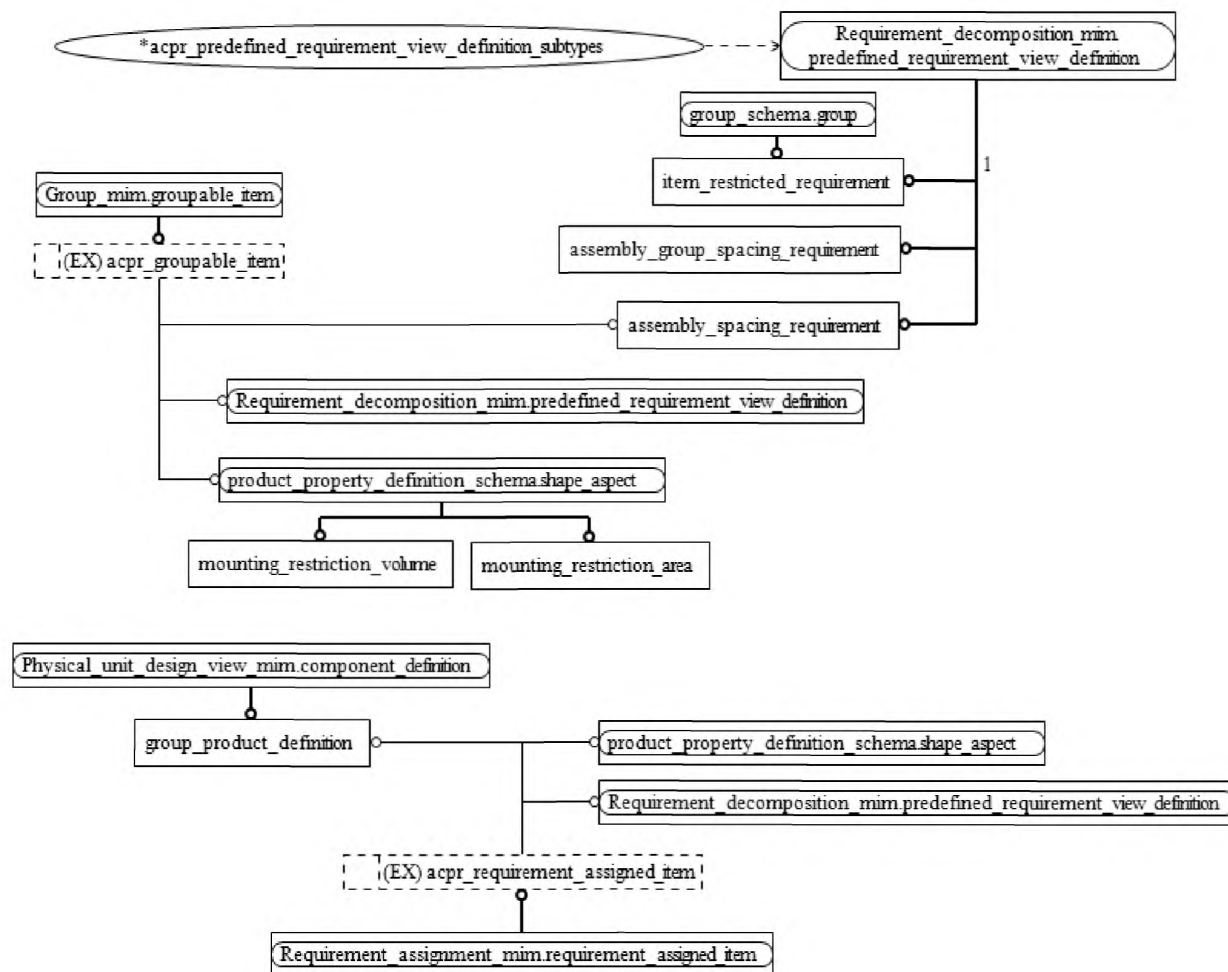 *acpr_predefined_requirement_view_definition_subtypes
Requirement_decomposition_mim.
predefined_requirement_view_definition
group_schema.group
1
item_restricted_requirement
Group_mim.groupable_item
assembly_group_spacing_requirement
(EX) acpr_groupable_item
assembly_spacing_requirement
Requirement_decomposition_mim.predefined_requirement_view_definition
product_property_definition_schema.shape_aspect
mounting_restriction_volume
mounting_restriction_area
Physical_unit_design_view_mim.component_definition
group_product_definition
product_property_definition_schema.shape_aspect
Requirement_decomposition_mim.predefined_requirement_view_definition
(EX) acpr_requirement_assigned_item
Requirement_assignment_mim.requirement_assigned_item